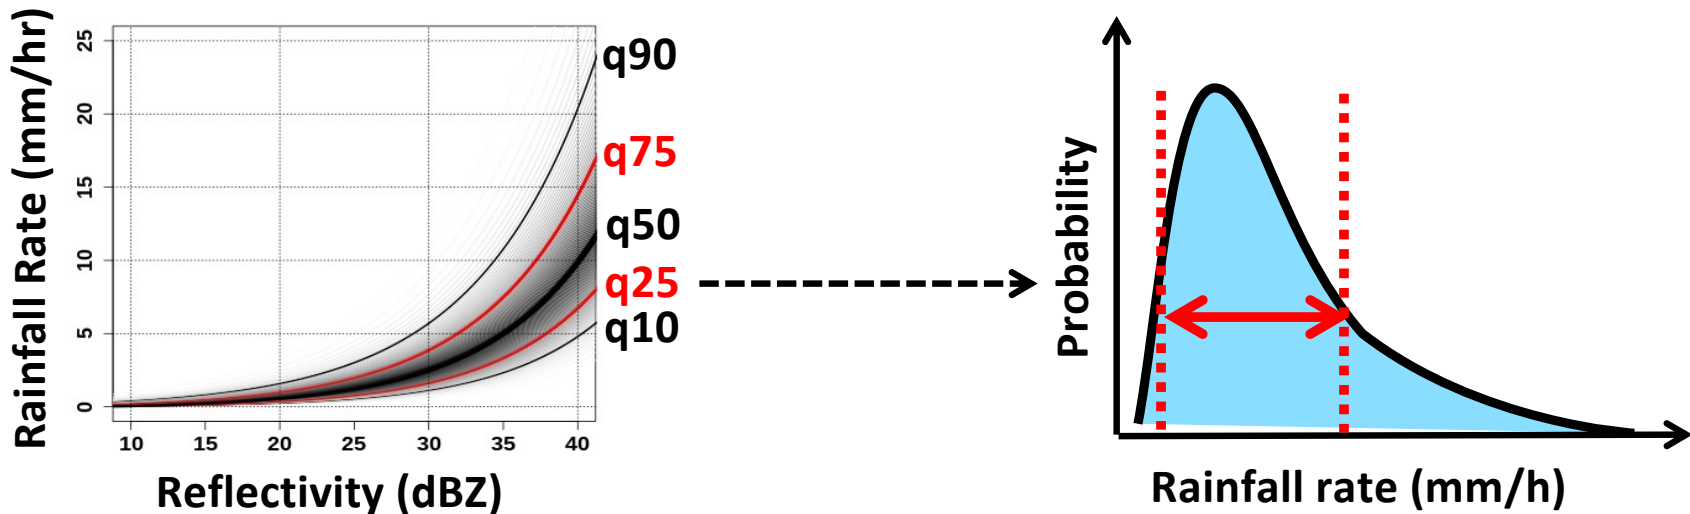 Rainfall Rate (mm/hr)
25
20
15
10
5
0
10 15 20 25 30 35 40
Reflectivity (dBZ)
q90
q75
q50
q25
q10
Probability
Rainfall rate (mm/h)